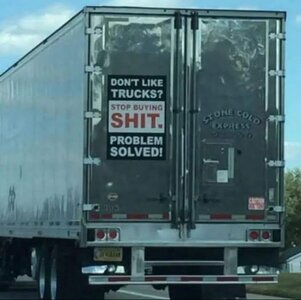 DON'T LIKE
TRUCKS?
STOP BUYING
SHIT.
PROBLEM
SOLVED!
STONE COLD
EXPRESS